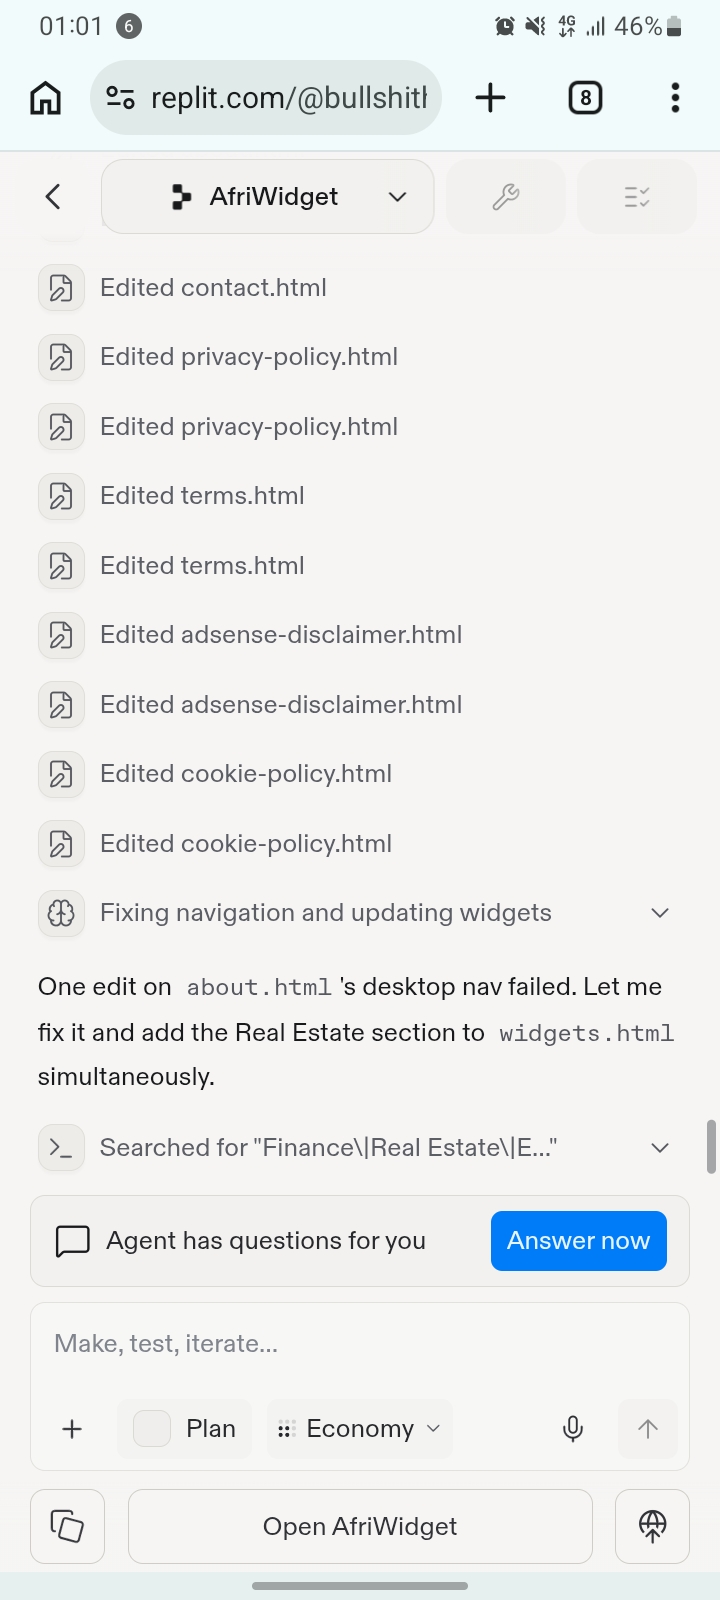 01:01 6 4G 46%
replit.com/@bullshith 8
AfriWidget
Edited contact.html
Edited privacy-policy.html
Edited privacy-policy.html
Edited terms.html
Edited terms.html
Edited adsense-disclaimer.html
Edited adsense-disclaimer.html
Edited cookie-policy.html
Edited cookie-policy.html
Fixing navigation and updating widgets
One edit on about.html 's desktop nav failed. Let me
fix it and add the Real Estate section to widgets.html
simultaneously.
Searched for "Finance\|Real Estate\|E..."
Agent has questions for you Answer now
Make, test, iterate...
Plan Economy
Open AfriWidget